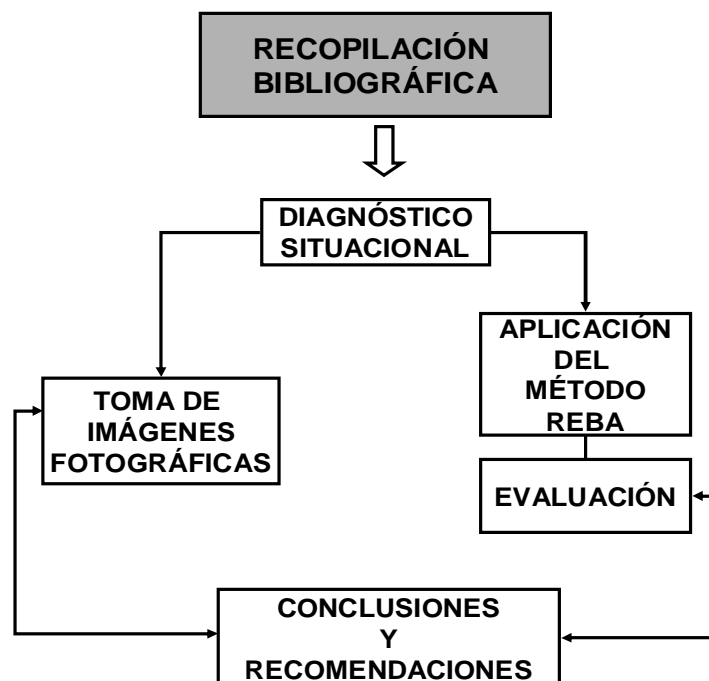 RECOPILACIÓN
BIBLIOGRÁFICA
DIAGNÓSTICO
SITUACIONAL
TOMA DE
IMÁGENES
FOTOGRÁFICAS
APLICACIÓN
DEL
MÉTODO
REBA
EVALUACIÓN
CONCLUSIONES
Y
RECOMENDACIONES